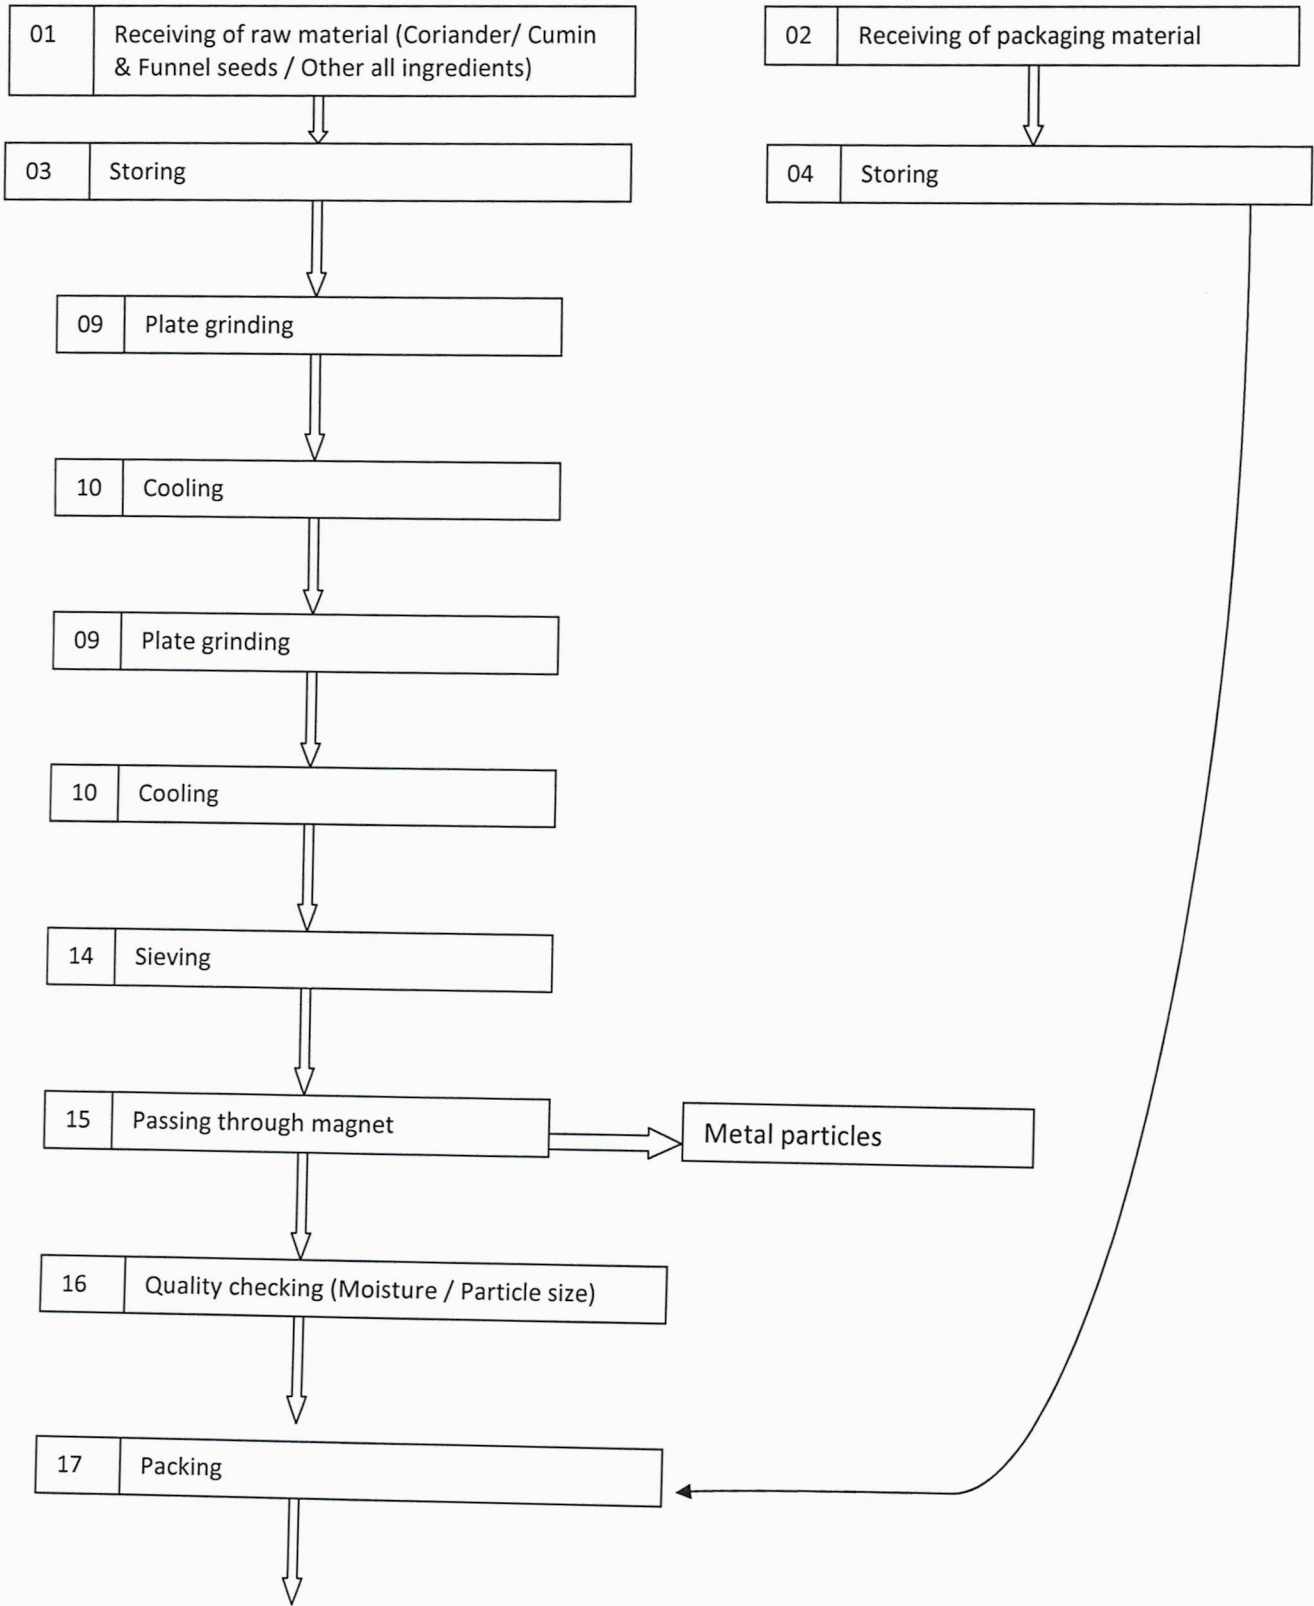 01 Receiving of raw material (Coriander/ Cumin
& Funnel seeds / Other all ingredients)
02 Receiving of packaging material
03 Storing
04 Storing
09 Plate grinding
10 Cooling
09 Plate grinding
10 Cooling
14 Sieving
15 Passing through magnet
Metal particles
16 Quality checking (Moisture / Particle size)
17 Packing